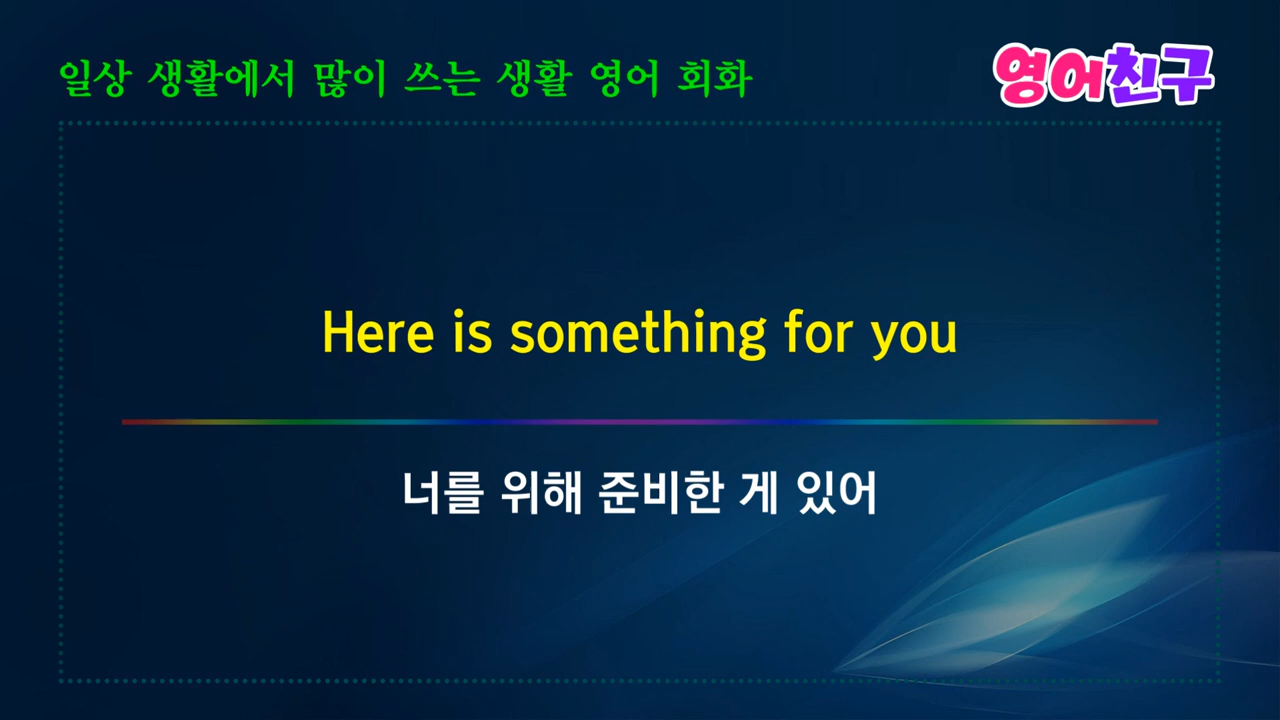 일상 생활에서 많이 쓰는 생활 영어 회화
영어친구
Here is something for you
너를 위해 준비한 게 있어